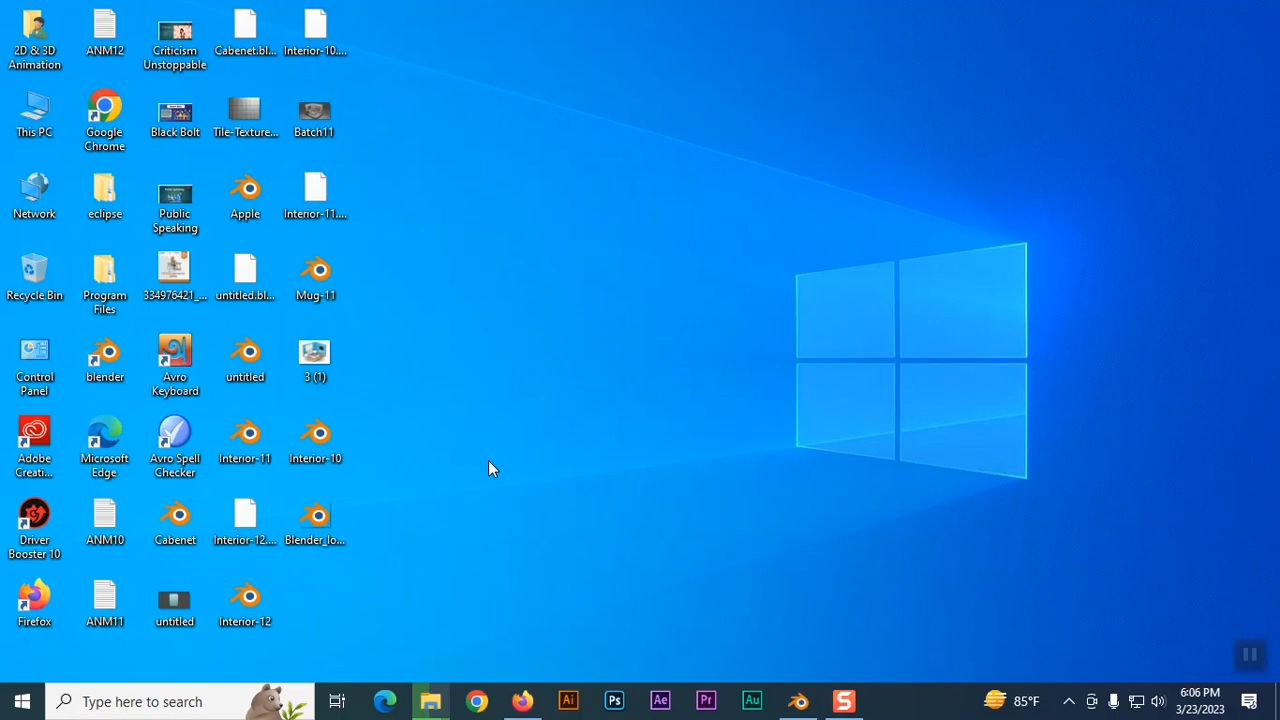 2D & 3D
Animation
ANM12
Criticism
Unstoppable
Cabenet.bl...
Interior-10....
This PC
Google
Chrome
Black Bolt
Tile-Texture...
Batch11
Network
eclipse
Public
Speaking
Apple
Interior-11....
Recycle Bin
Program
Files
334976421_...
untitled.bl...
Mug-11
Control
Panel
blender
Avro
Keyboard
untitled
3 (1)
Adobe
Creati...
Microsoft
Edge
Avro Spell
Checker
Interior-11
Interior-10
Driver
Booster 10
ANM10
Cabenet
Interior-12....
Blender_lo...
Firefox
ANM11
untitled
Interior-12
Type here to search
Ai
Ps
Ae
Pr
Au
S
85°F
6:06 PM
3/23/2023